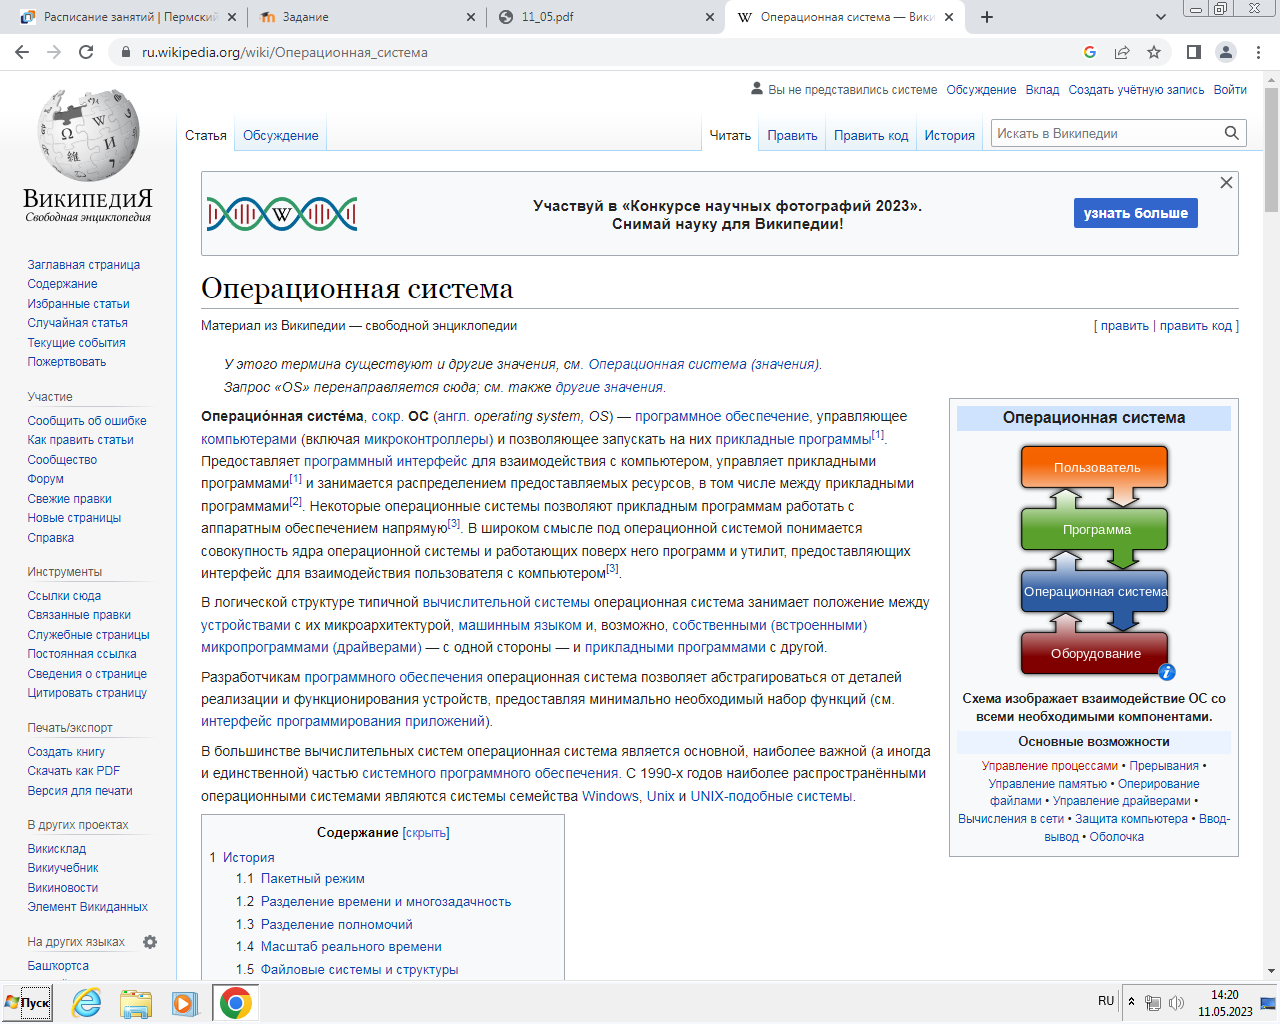 Расписание занятий | Пермский
Задание
11_05.pdf
Операционная система — Вики
ru.wikipedia.org/wiki/Операционная_система
Вы не представились системе Обсуждение Вклад Создать учётную запись Войти
Статья Обсуждение Читать Править Править код История Искать в Википедии
ВикипедиЯ
Свободная энциклопедия
Заглавная страница
Содержание
Избранные статьи
Случайная статья
Текущие события
Пожертвовать
Участие
Сообщить об ошибке
Как править статьи
Сообщество
Форум
Свежие правки
Новые страницы
Справка
Инструменты
Ссылки сюда
Связанные правки
Служебные страницы
Постоянная ссылка
Сведения о странице
Цитировать страницу
Печать/экспорт
Создать книгу
Скачать как PDF
Версия для печати
В других проектах
Викисклад
Викиучебник
Викиновости
Элемент Викиданных
На других языках
Башҡортса
Участвуй в «Конкурсе научных фотографий 2023».
Снимай науку для Википедии!
узнать больше
Операционная система
Материал из Википедии — свободной энциклопедии
[ править | править код ]
У этого термина существуют и другие значения, см. Операционная система (значения).
Запрос «OS» перенаправляется сюда; см. также другие значения.
Операцио́нная систе́ма, сокр. ОС (англ. operating system, OS) — программное обеспечение, управляющее
компьютерами (включая микроконтроллеры) и позволяющее запускать на них прикладные программы[1].
Предоставляет программный интерфейс для взаимодействия с компьютером, управляет прикладными
программами[1] и занимается распределением предоставляемых ресурсов, в том числе между прикладными
программами[2]. Некоторые операционные системы позволяют прикладным программам работать с
аппаратным обеспечением напрямую[3]. В широком смысле под операционной системой понимается
совокупность ядра операционной системы и работающих поверх него программ и утилит, предоставляющих
интерфейс для взаимодействия пользователя с компьютером[3].
В логической структуре типичной вычислительной системы операционная система занимает положение между
устройствами с их микроархитектурой, машинным языком и, возможно, собственными (встроенными)
микропрограммами (драйверами) — с одной стороны — и прикладными программами с другой.
Разработчикам программного обеспечения операционная система позволяет абстрагироваться от деталей
реализации и функционирования устройств, предоставляя минимально необходимый набор функций (см.
интерфейс программирования приложений).
В большинстве вычислительных систем операционная система является основной, наиболее важной (а иногда
и единственной) частью системного программного обеспечения. С 1990-х годов наиболее распространёнными
операционными системами являются системы семейства Windows, Unix и UNIX-подобные системы.
Содержание [скрыть]
1 История
1.1 Пакетный режим
1.2 Разделение времени и многозадачность
1.3 Разделение полномочий
1.4 Масштаб реального времени
1.5 Файловые системы и структуры
Операционная система
Пользователь
Программа
Операционная система
Оборудование
Схема изображает взаимодействие ОС со
всеми необходимыми компонентами.
Основные возможности
Управление процессами • Прерывания •
Управление памятью • Оперирование
файлами • Управление драйверами •
Вычисления в сети • Защита компьютера • Ввод-
вывод • Оболочка
Пуск
RU
14:20
11.05.2023